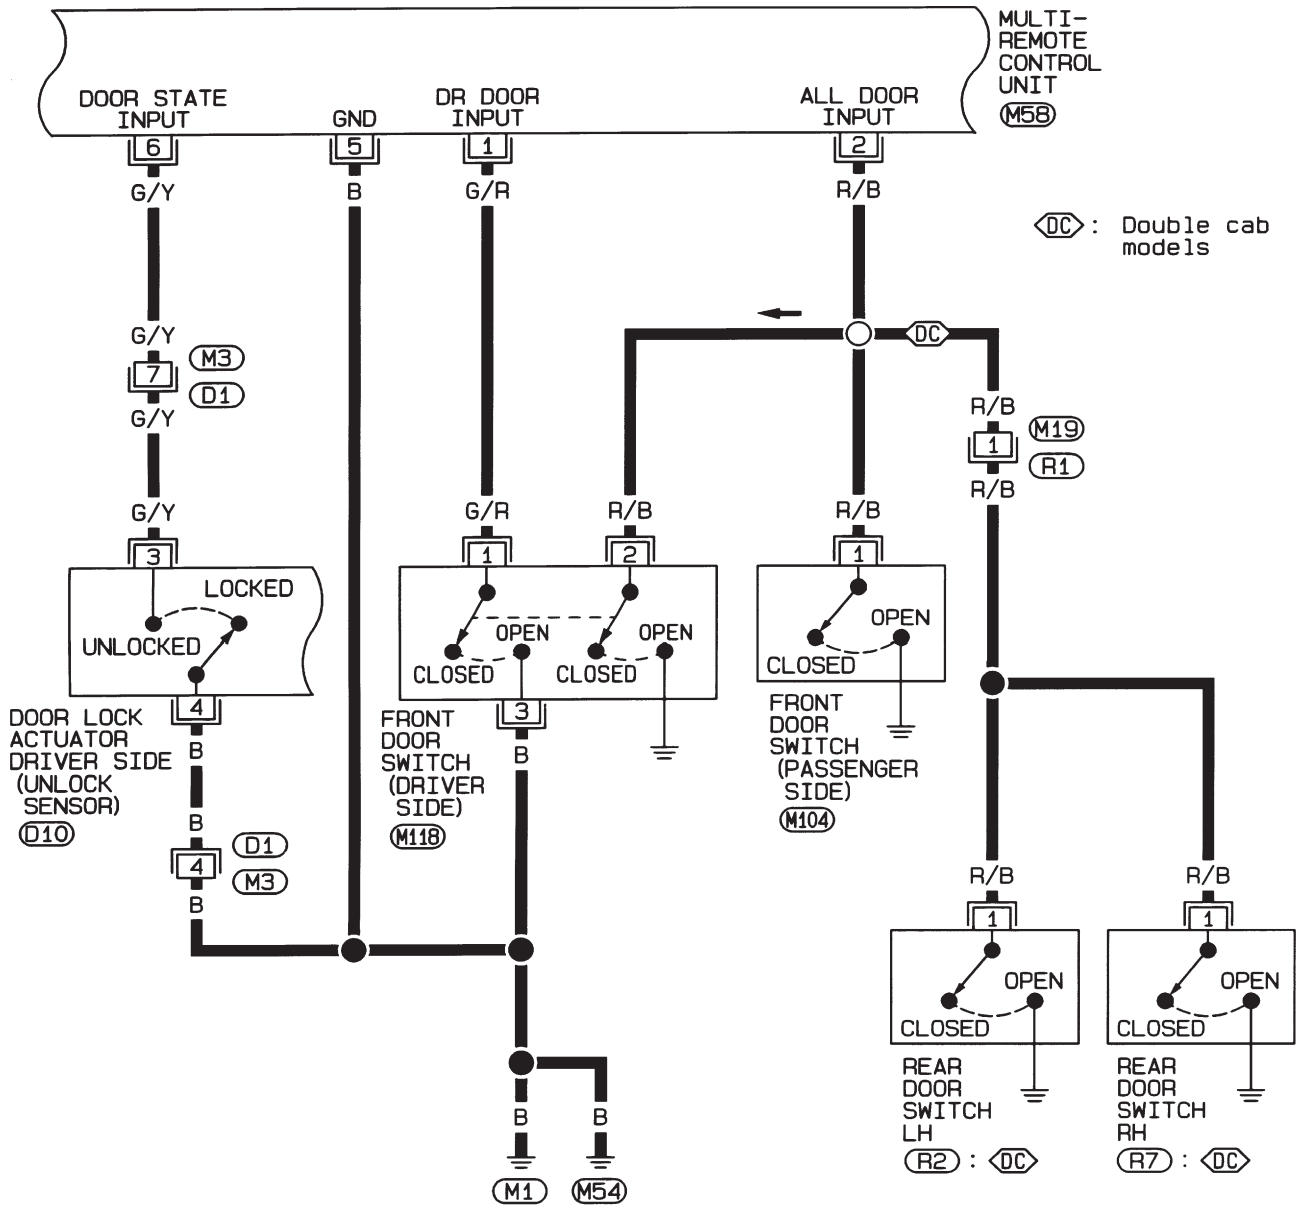 MULTI-
REMOTE
CONTROL
UNIT
M58
DOOR STATE
INPUT
GND
DR DOOR
INPUT
ALL DOOR
INPUT
6
5
1
2
G/Y
B
G/R
R/B
DC : Double cab
models
G/Y
7
M3
D1
G/Y
DC
R/B
1
M19
R1
R/B
G/Y
G/R
R/B
R/B
3
1
2
1
LOCKED
UNLOCKED
OPEN
CLOSED
OPEN
CLOSED
OPEN
CLOSED
4
3
DOOR LOCK
ACTUATOR
DRIVER SIDE
(UNLOCK
SENSOR)
D10
B
B
FRONT
DOOR
SWITCH
(DRIVER
SIDE)
M118
B
FRONT
DOOR
SWITCH
(PASSENGER
SIDE)
M104
4
D1
M3
B
R/B
R/B
1
1
OPEN
CLOSED
OPEN
CLOSED
REAR
DOOR
SWITCH
LH
R2 : DC
REAR
DOOR
SWITCH
RH
R7 : DC
B
B
M1
M54